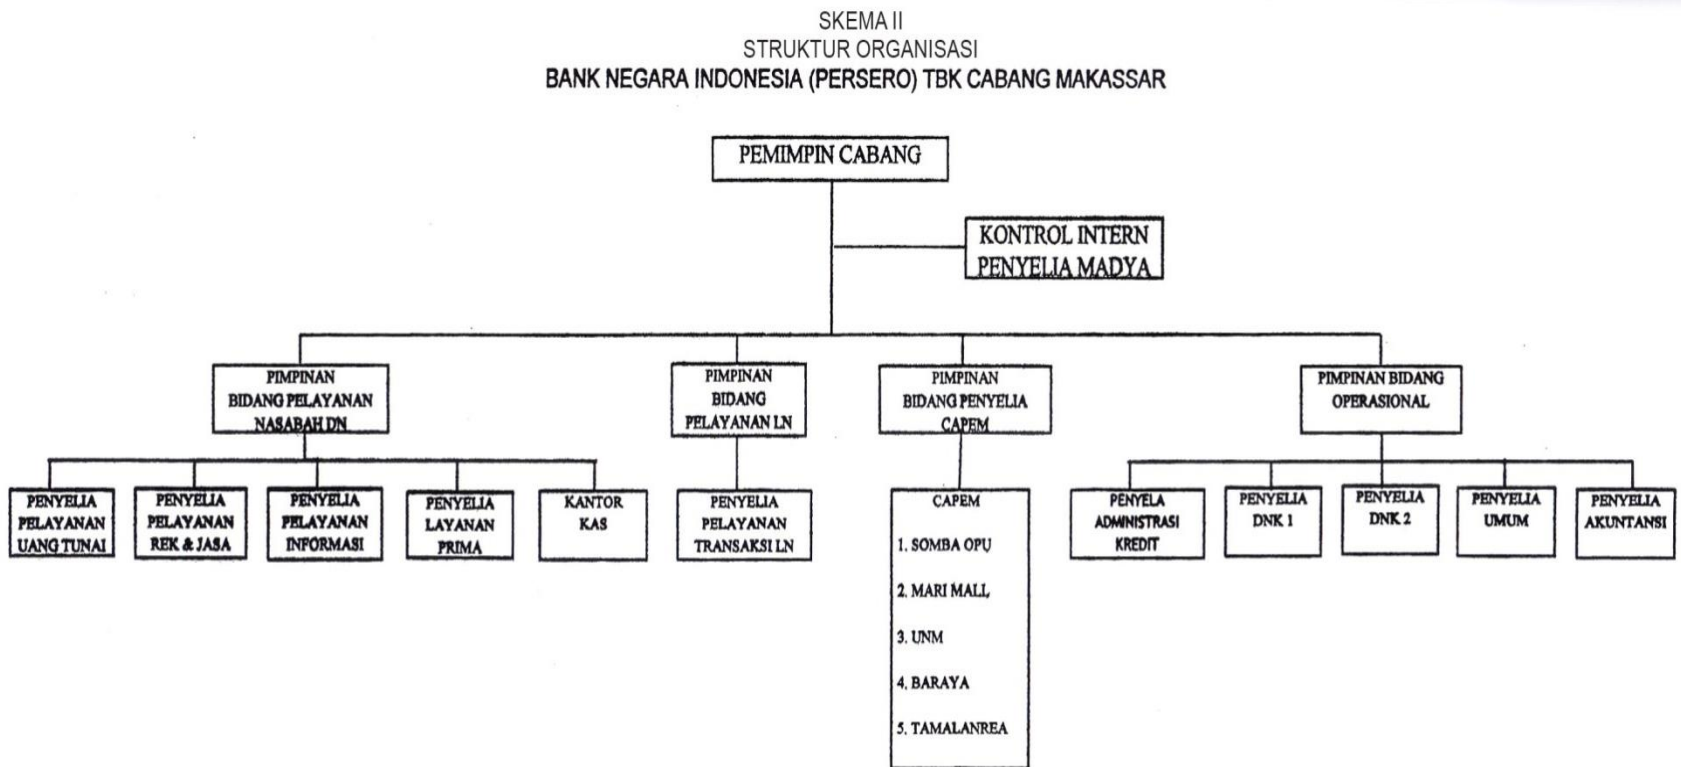 SKEMA II
STRUKTUR ORGANISASI
BANK NEGARA INDONESIA (PERSERO) TBK CABANG MAKASSAR
PEMIMPIN CABANG
KONTROL INTERN
PENYELIA MADYA
PIMPINAN
BIDANG PELAYANAN
NASABAH DN
PIMPINAN
BIDANG
PELAYANAN LN
PIMPINAN
BIDANG PENYELIA
CAPEM
PIMPINAN BIDANG
OPERASIONAL
PENYELIA
PELAYANAN
UANG TUNAI
PENYELIA
PELAYANAN
REK & JASA
PENYELIA
PELAYANAN
INFORMASI
PENYELIA
LAYANAN
PRIMA
KANTOR
KAS
PENYELIA
PELAYANAN
TRANSAKSI LN
CAPEM
1. SOMBA OPU
2. MARI MALL
3. UNM
4. BARAYA
5. TAMALANREA
PENYELA
ADMINISTRASI
KREDIT
PENYELIA
DNK 1
PENYELIA
DNK 2
PENYELIA
UMUM
PENYELIA
AKUNTANSI